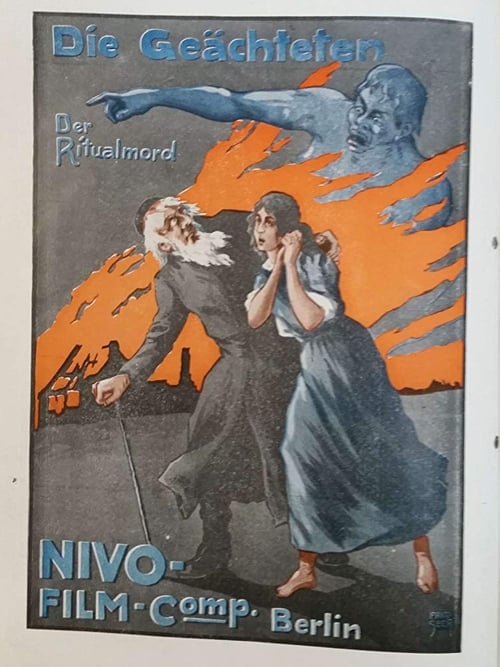 Die Geächteten
Der
Ritualmord
NIVO-
FILM-Comp. Berlin